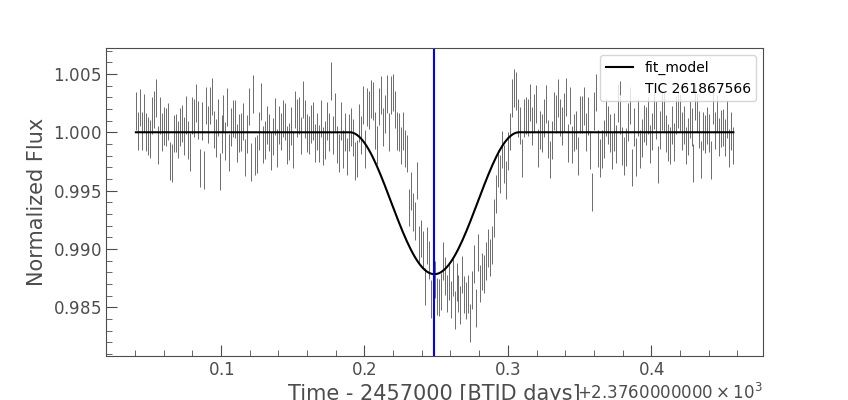 1.005
1.000
0.995
0.990
0.985
Normalized Flux
fit_model
TIC 261867566
0.1 0.2 0.3 0.4
Time - 2457000 [BTJD days]
+2.3760000000 × 10³